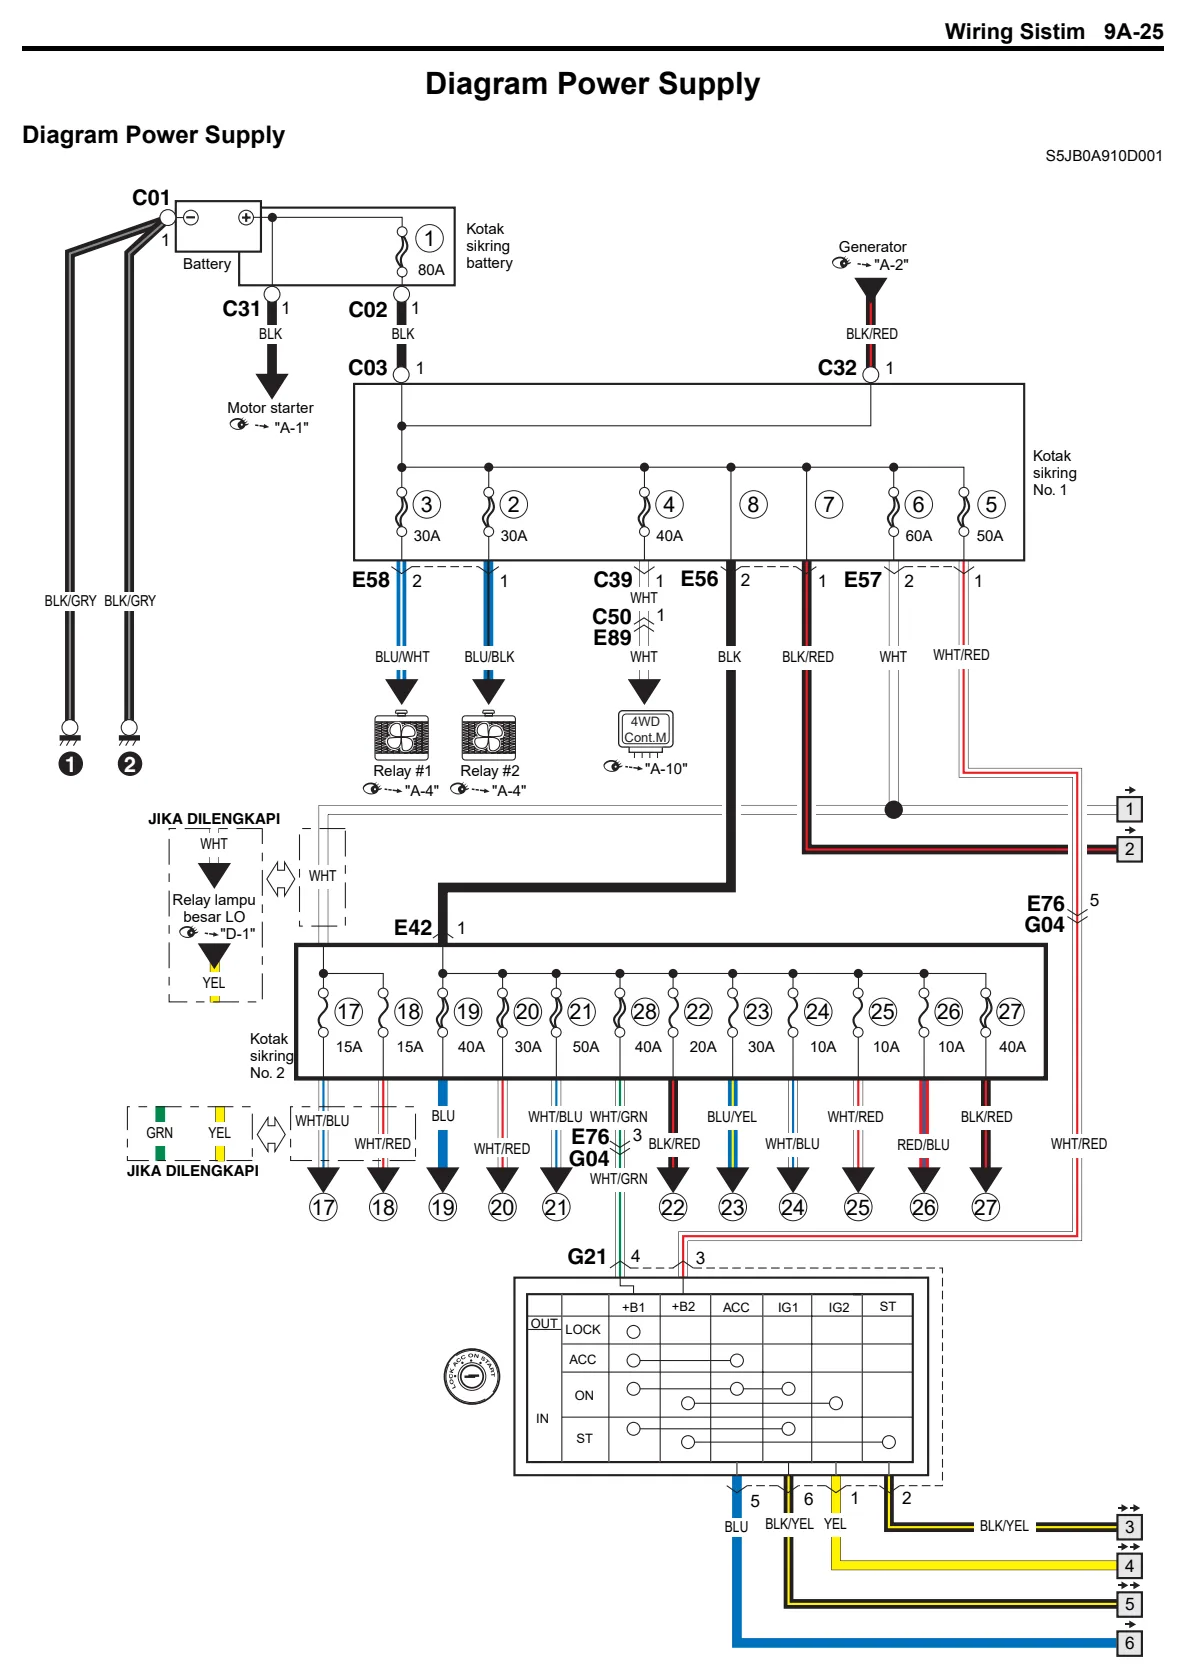 Wiring Sistim 9A-25
Diagram Power Supply
Diagram Power Supply
S5JB0A910D001
C01
1
Battery
1
80A
Kotak
sikring
battery
Generator
"A-2"
C31 1
C02 1
BLK
BLK
BLK/RED
C03 1
C32 1
Motor starter
"A-1"
Kotak
sikring
No. 1
3
2
4
8
7
6
5
30A
30A
40A
60A
50A
E58 2
1
C39 1
E56 2
1
E57 2
1
WHT
C50 1
E89
BLK/GRY
BLK/GRY
BLU/WHT
BLU/BLK
WHT
BLK
BLK/RED
WHT
WHT/RED
4WD
Cont.M
1
2
Relay #1
"A-4"
Relay #2
"A-4"
"A-10"
1
2
JIKA DILENGKAPI
WHT
Relay lampu
besar LO
"D-1"
YEL
WHT
E42 1
E76 5
G04
17
18
19
20
21
28
22
23
24
25
26
27
Kotak
sikring
No. 2
15A
15A
40A
30A
50A
40A
20A
30A
10A
10A
10A
40A
GRN
YEL
JIKA DILENGKAPI
WHT/BLU
WHT/RED
BLU
WHT/RED
WHT/BLU
WHT/GRN
E76 3
G04
WHT/GRN
BLK/RED
BLU/YEL
WHT/BLU
WHT/RED
RED/BLU
BLK/RED
WHT/RED
17
18
19
20
21
22
23
24
25
26
27
G21 4
3
+B1
+B2
ACC
IG1
IG2
ST
OUT
LOCK
ACC
ON
IN
ST
LOCK ACC ON START
5
6
1
2
BLU
BLK/YEL
YEL
BLK/YEL
3
4
5
6